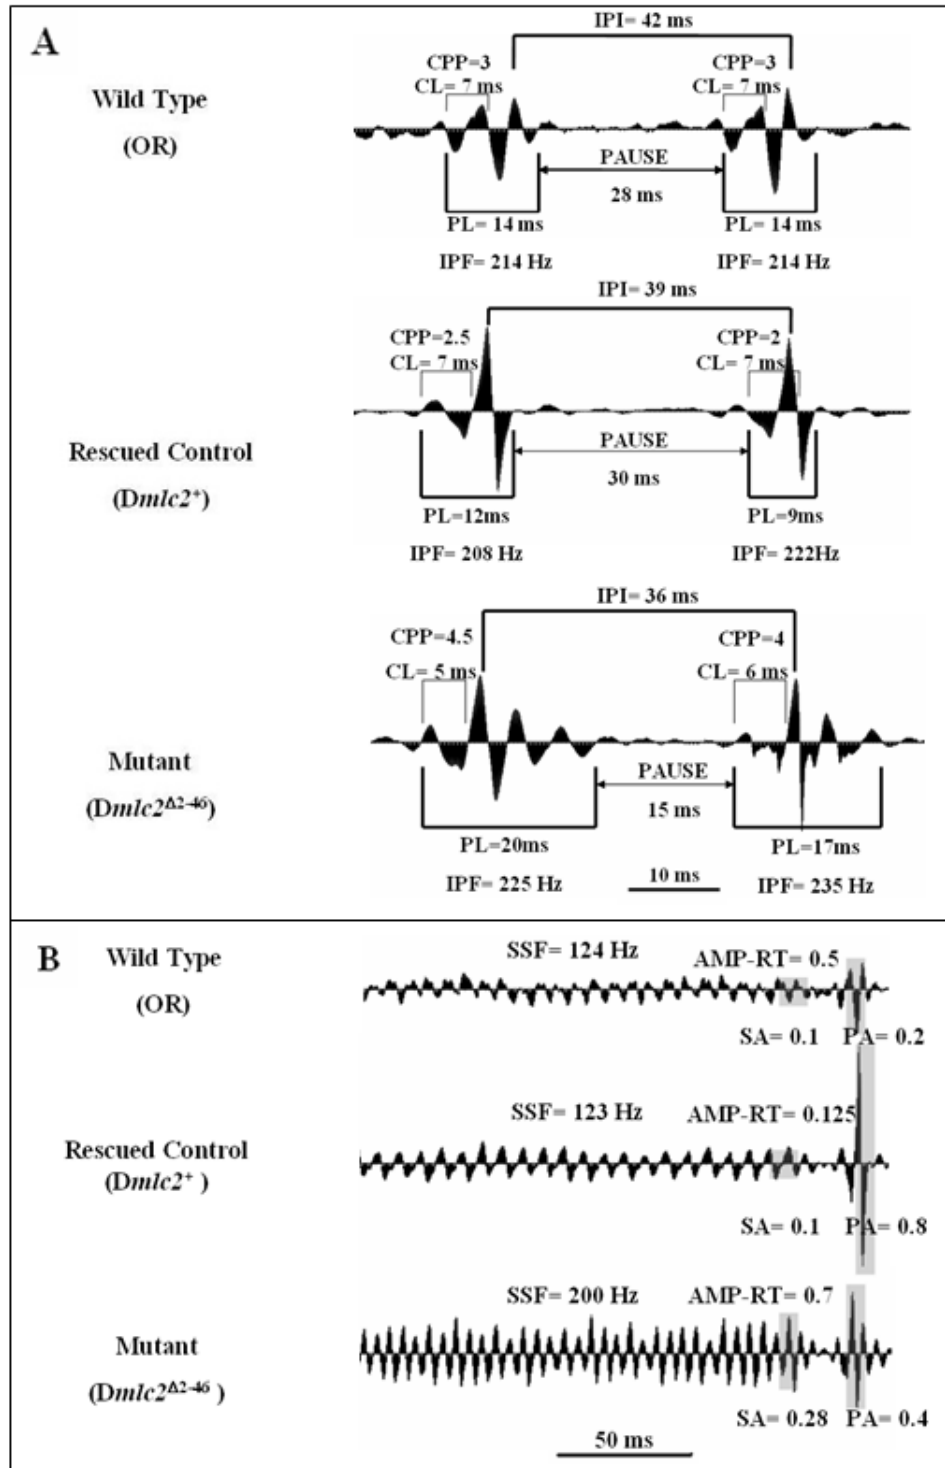 A
IPI= 42 ms
CPP=3 CPP=3
Wild Type CL= 7 ms CL= 7 ms
(OR)
PAUSE
28 ms
PL= 14 ms PL= 14 ms
IPF= 214 Hz IPF= 214 Hz
IPI= 39 ms
CPP=2.5 CPP=2
CL= 7 ms CL= 7 ms
Rescued Control PAUSE
(Dmlc2⁺) 30 ms
PL=12ms PL=9ms
IPF= 208 Hz IPF= 222Hz
IPI= 36 ms
CPP=4.5 CPP=4
CL= 5 ms CL= 6 ms
Mutant PAUSE
(Dmlc2^Δ2-46) 15 ms
PL=20ms PL=17ms
IPF= 225 Hz 10 ms IPF= 235 Hz
B Wild Type SSF= 124 Hz AMP-RT= 0.5
(OR)
SA= 0.1 PA= 0.2
SSF= 123 Hz AMP-RT= 0.125
Rescued Control
(Dmlc2⁺ )
SA= 0.1 PA= 0.8
SSF= 200 Hz AMP-RT= 0.7
Mutant
(Dmlc2^Δ2-46 )
SA= 0.28 PA= 0.4
50 ms